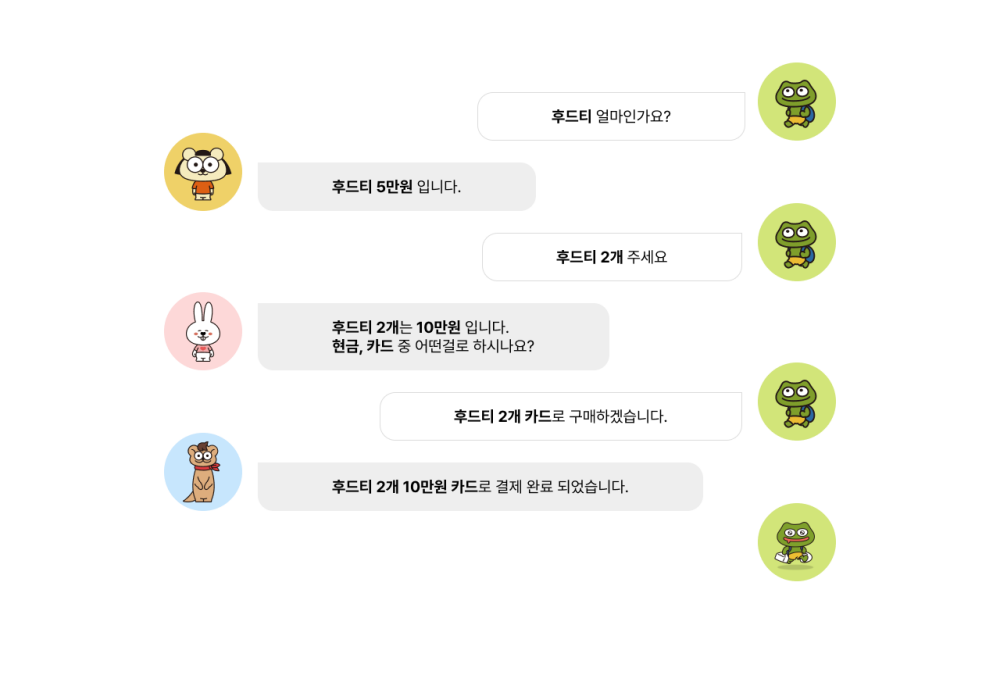 후드티 얼마인가요?
후드티 5만원 입니다.
후드티 2개 주세요
후드티 2개는 10만원 입니다.
현금, 카드 중 어떤걸로 하시나요?
후드티 2개 카드로 구매하겠습니다.
후드티 2개 10만원 카드로 결제 완료 되었습니다.